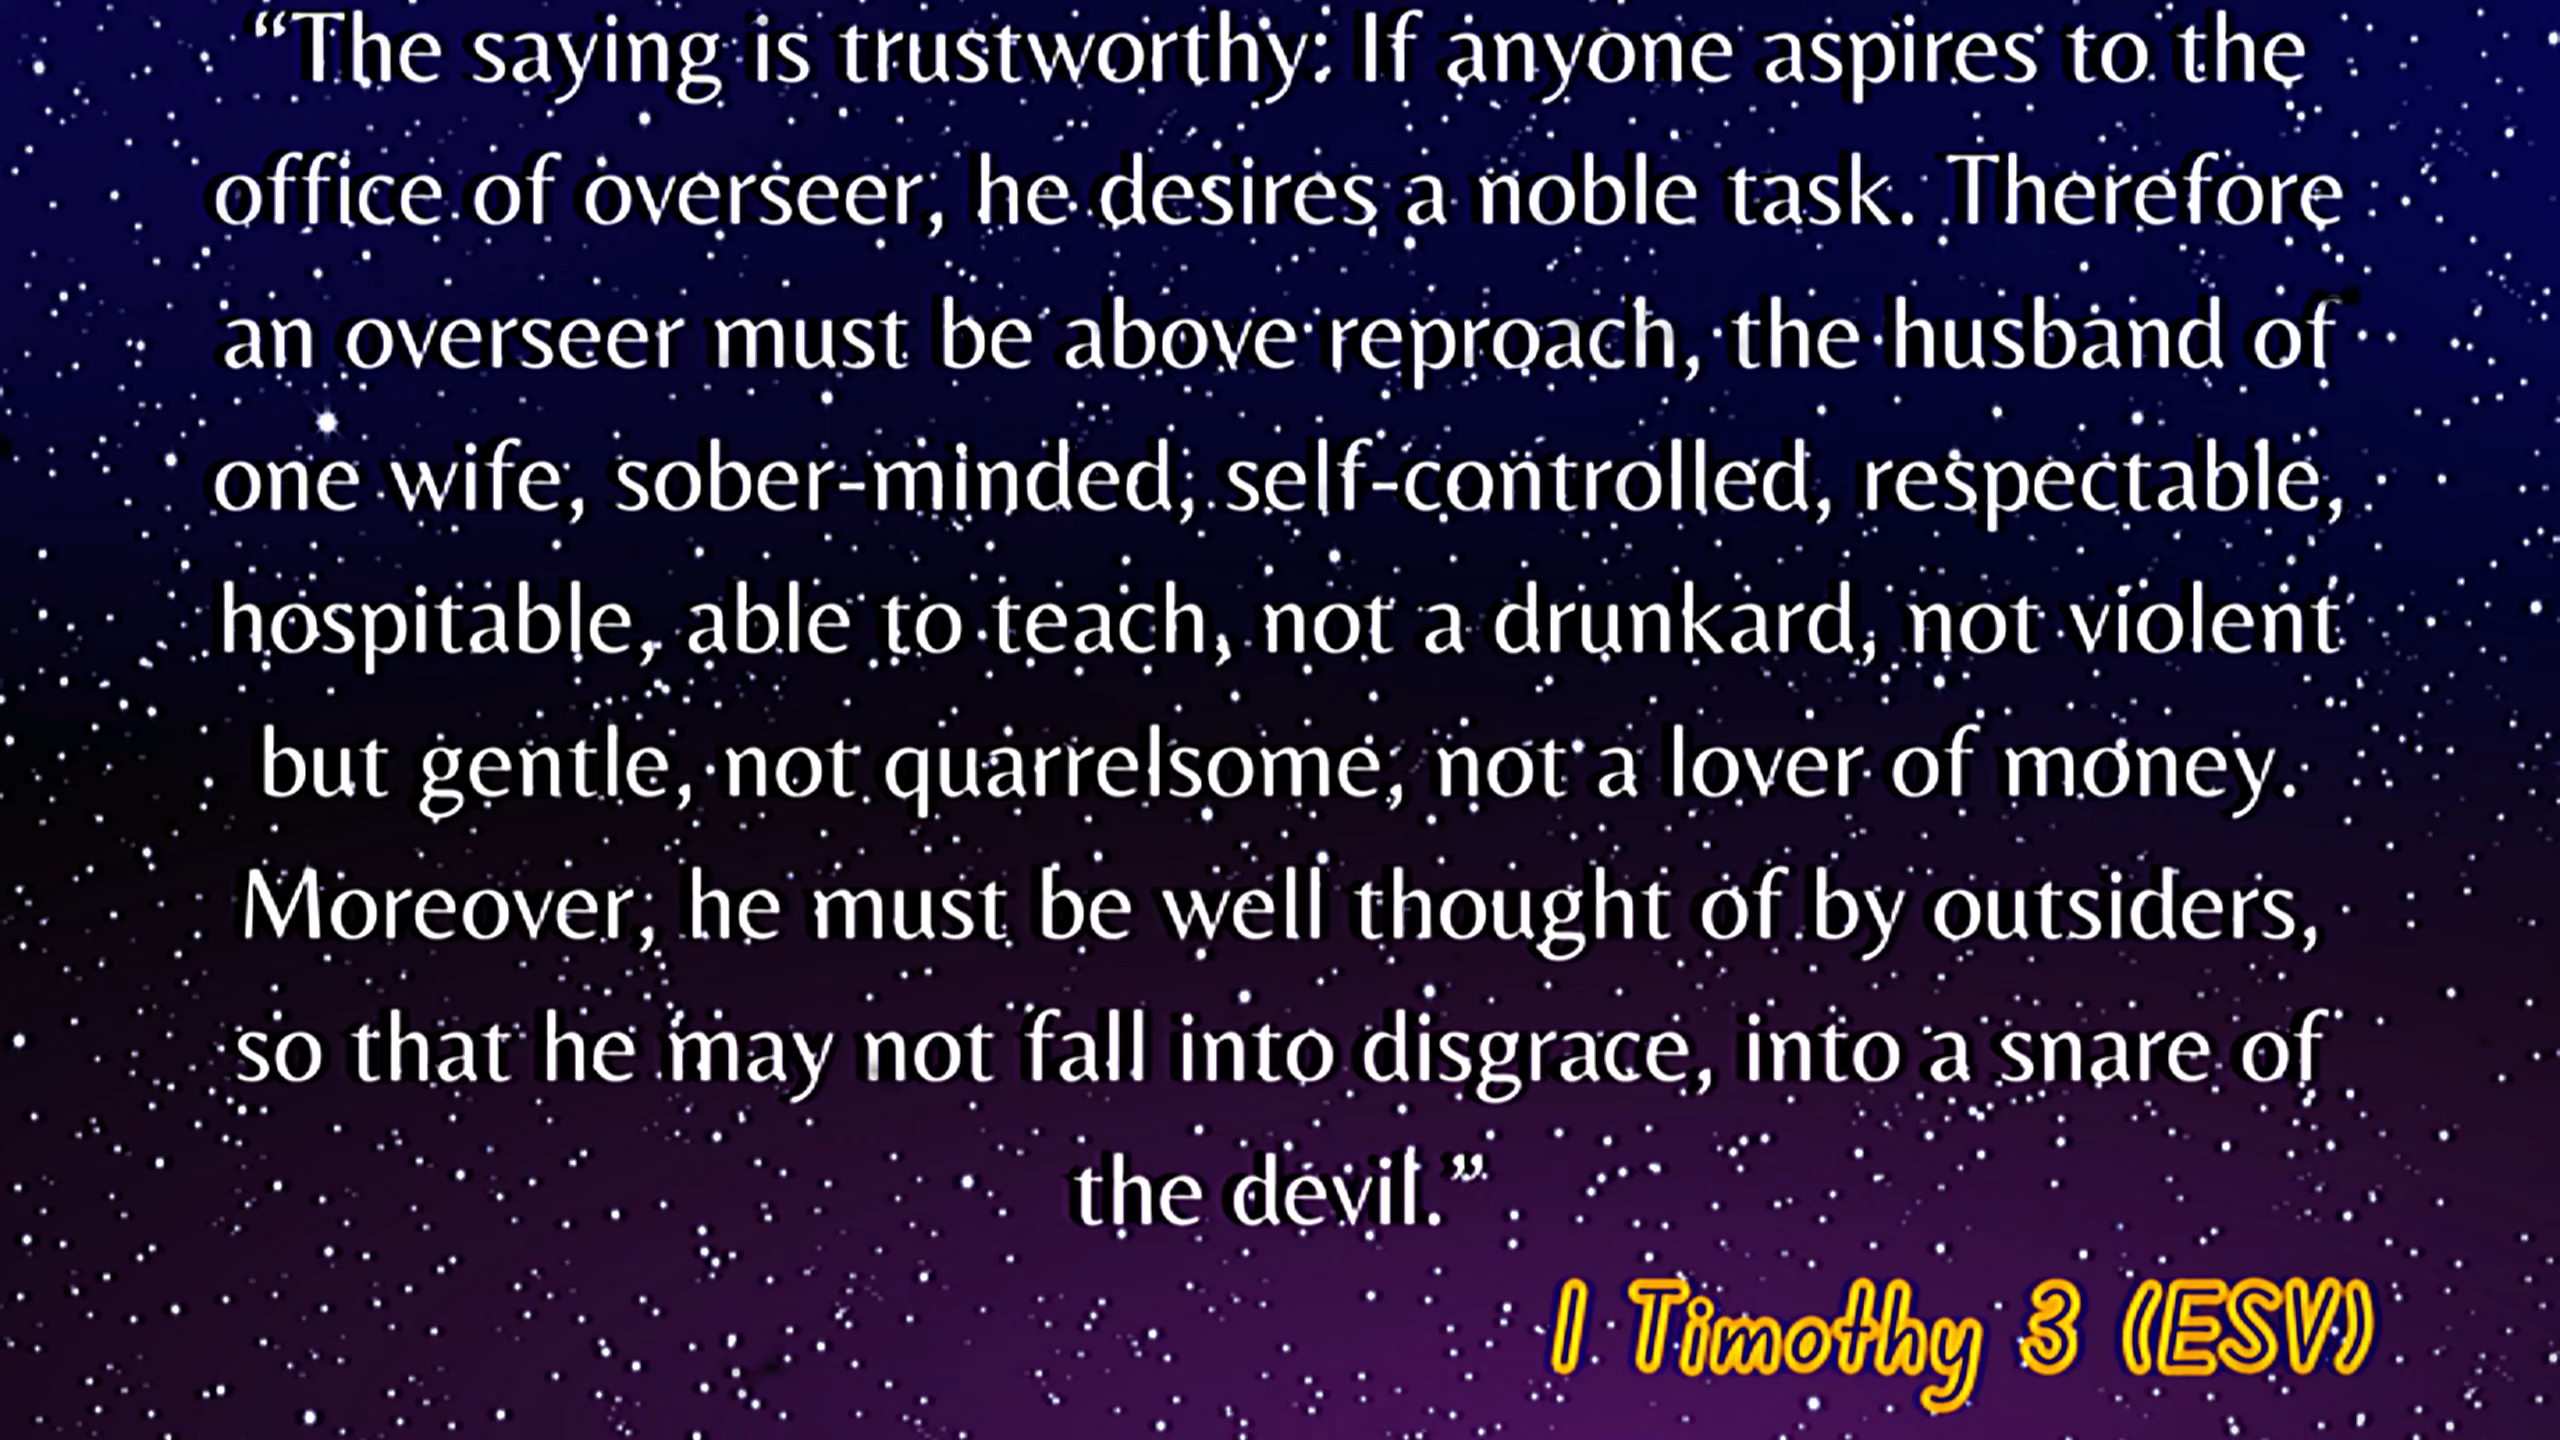 “The saying is trustworthy: If anyone aspires to the
office of overseer, he desires a noble task. Therefore
an overseer must be above reproach, the husband of
one wife, sober-minded, self-controlled, respectable,
hospitable, able to teach, not a drunkard, not violent
but gentle, not quarrelsome, not a lover of money.
Moreover, he must be well thought of by outsiders,
so that he may not fall into disgrace, into a snare of
the devil.”
1 Timothy 3 (ESV)